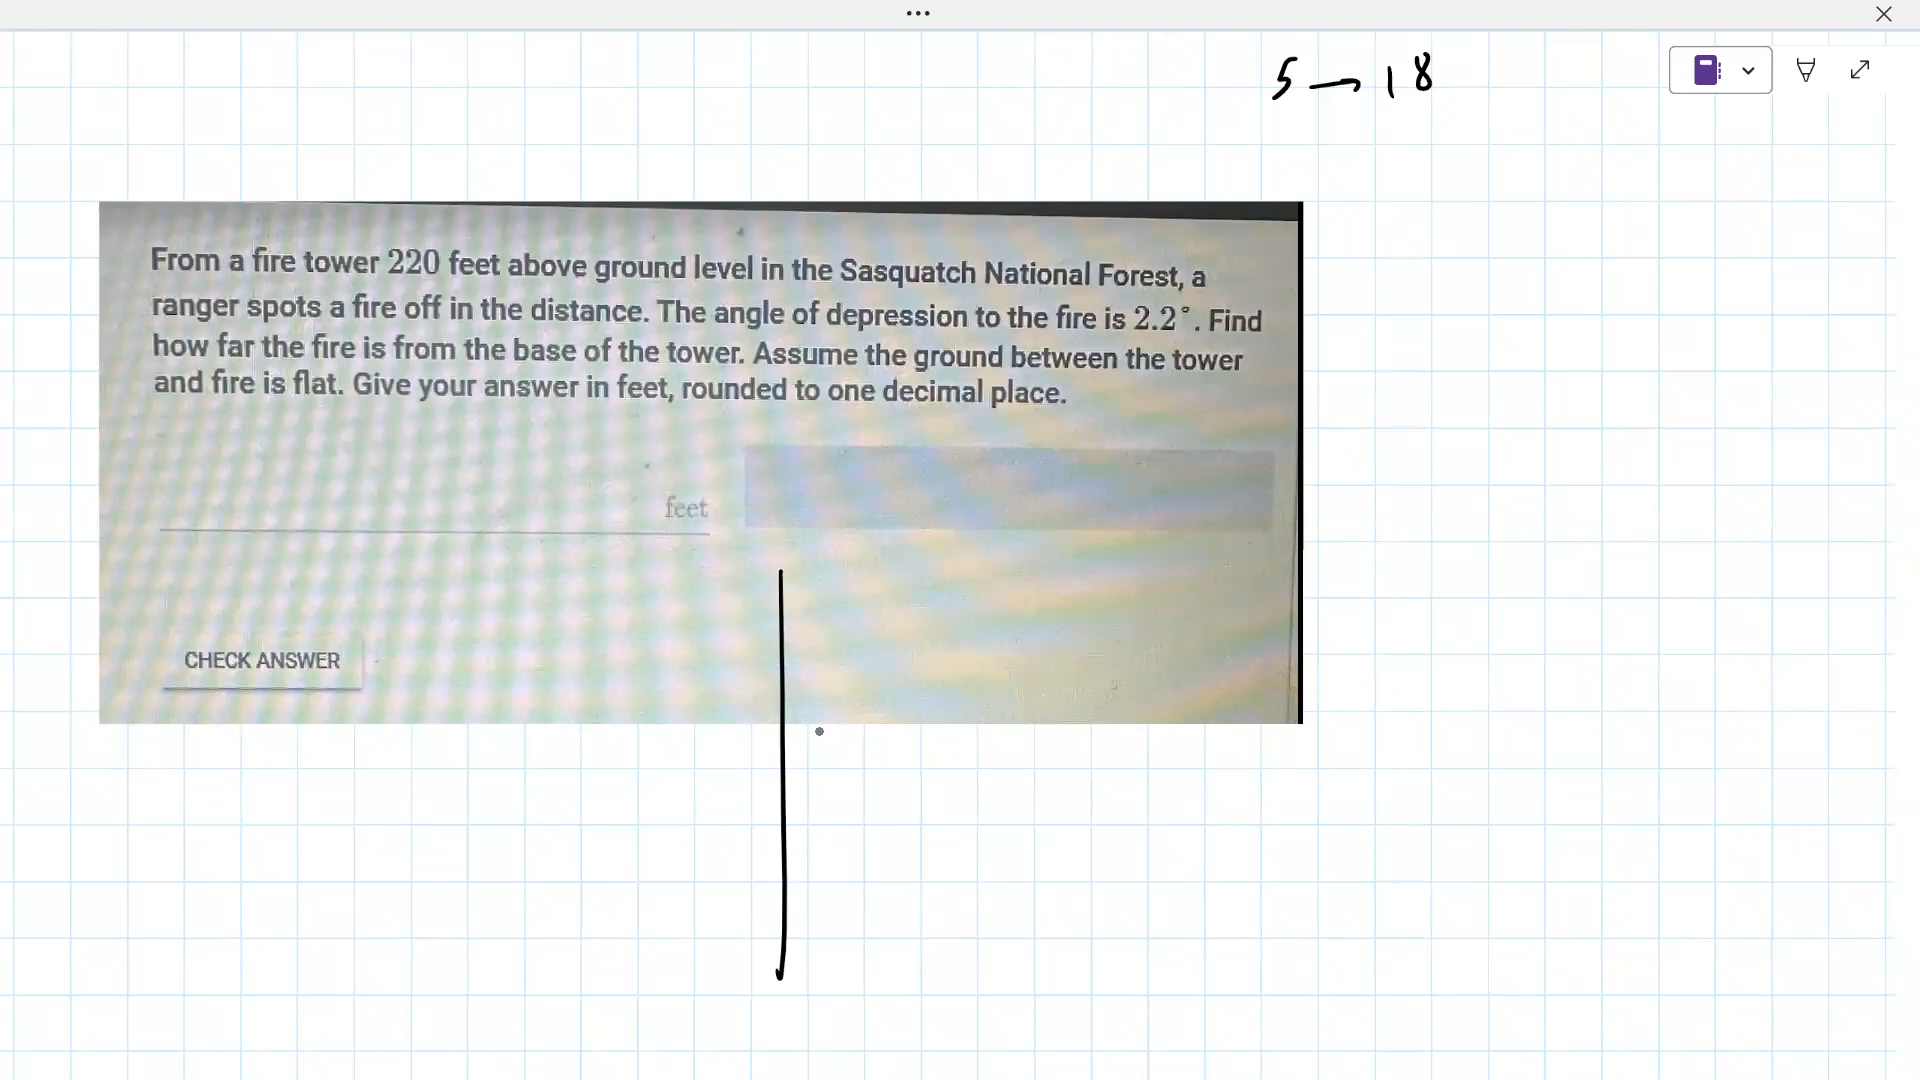 5 → 18
From a fire tower 220 feet above ground level in the Sasquatch National Forest, a
ranger spots a fire off in the distance. The angle of depression to the fire is 2.2°. Find
how far the fire is from the base of the tower. Assume the ground between the tower
and fire is flat. Give your answer in feet, rounded to one decimal place.
feet
CHECK ANSWER